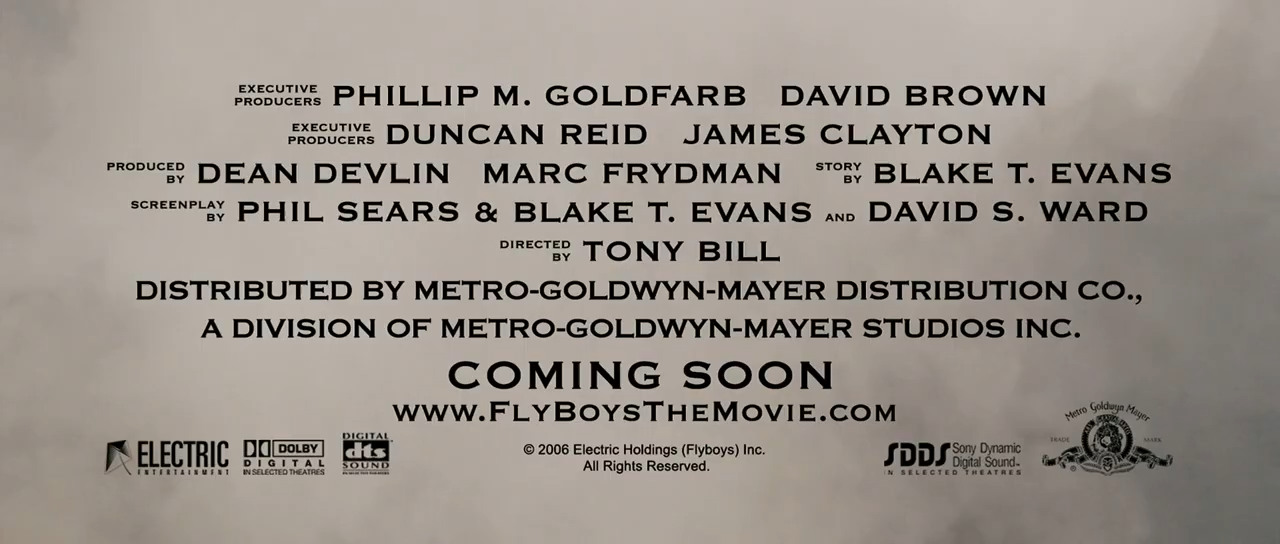 EXECUTIVE PRODUCERS PHILLIP M. GOLDFARB DAVID BROWN
EXECUTIVE PRODUCERS DUNCAN REID JAMES CLAYTON
PRODUCED BY DEAN DEVLIN MARC FRYDMAN STORY BY BLAKE T. EVANS
SCREENPLAY BY PHIL SEARS & BLAKE T. EVANS AND DAVID S. WARD
DIRECTED BY TONY BILL
DISTRIBUTED BY METRO-GOLDWYN-MAYER DISTRIBUTION CO.,
A DIVISION OF METRO-GOLDWYN-MAYER STUDIOS INC.
COMING SOON
WWW.FLYBOYSTHEMOVIE.COM
ELECTRIC
ENTERTAINMENT
DOLBY
DIGITAL
IN SELECTED THEATRES
DIGITAL
dts
SOUND
© 2006 Electric Holdings (Flyboys) Inc.
All Rights Reserved.
SDDS Sony Dynamic
Digital Sound™
IN SELECTED THEATRES
Metro Goldwyn Mayer
TRADE MARK